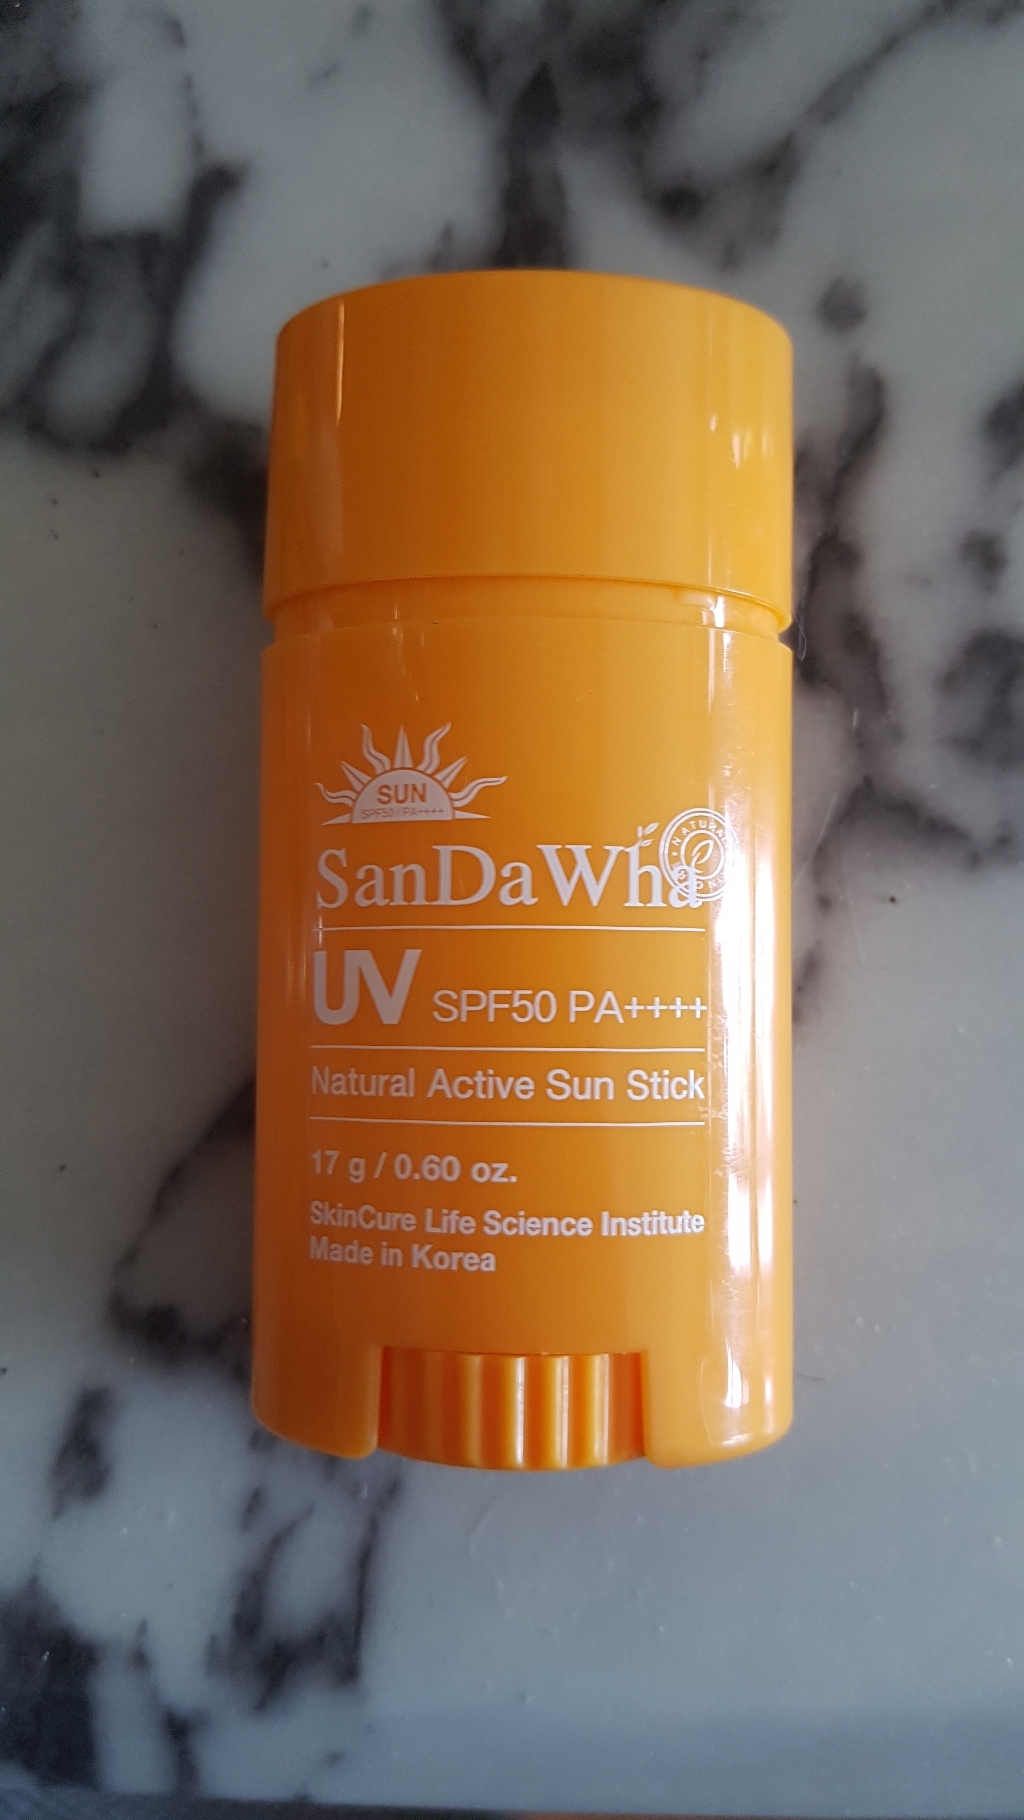 SUN
SPF50 / PA++++
SanDaWha
NATURAL
UV SPF50 PA++++
Natural Active Sun Stick
17 g / 0.60 oz.
SkinCure Life Science Institute
Made in Korea